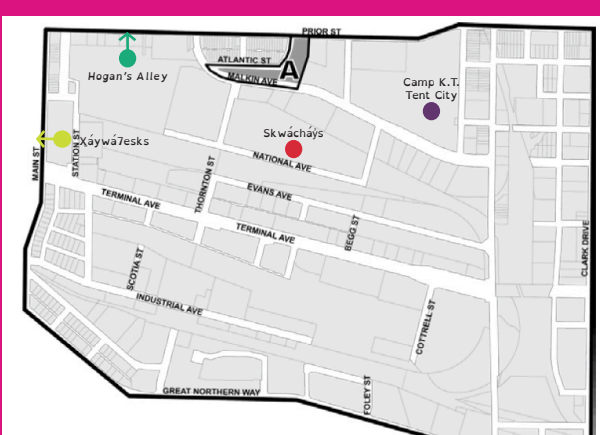 PRIOR ST
ATLANTIC ST
A
MALKIN AVE
Hogan's Alley
Camp K.T.
Tent City
X̱áywá7esks
Skwácháy̓s
MAIN ST
STATION ST
NATIONAL AVE
THORNTON ST
EVANS AVE
TERMINAL AVE
TERMINAL AVE
BEGG ST
CLARK DRIVE
SCOTIA ST
INDUSTRIAL AVE
COTTRELL ST
GREAT NORTHERN WAY
FOLEY ST